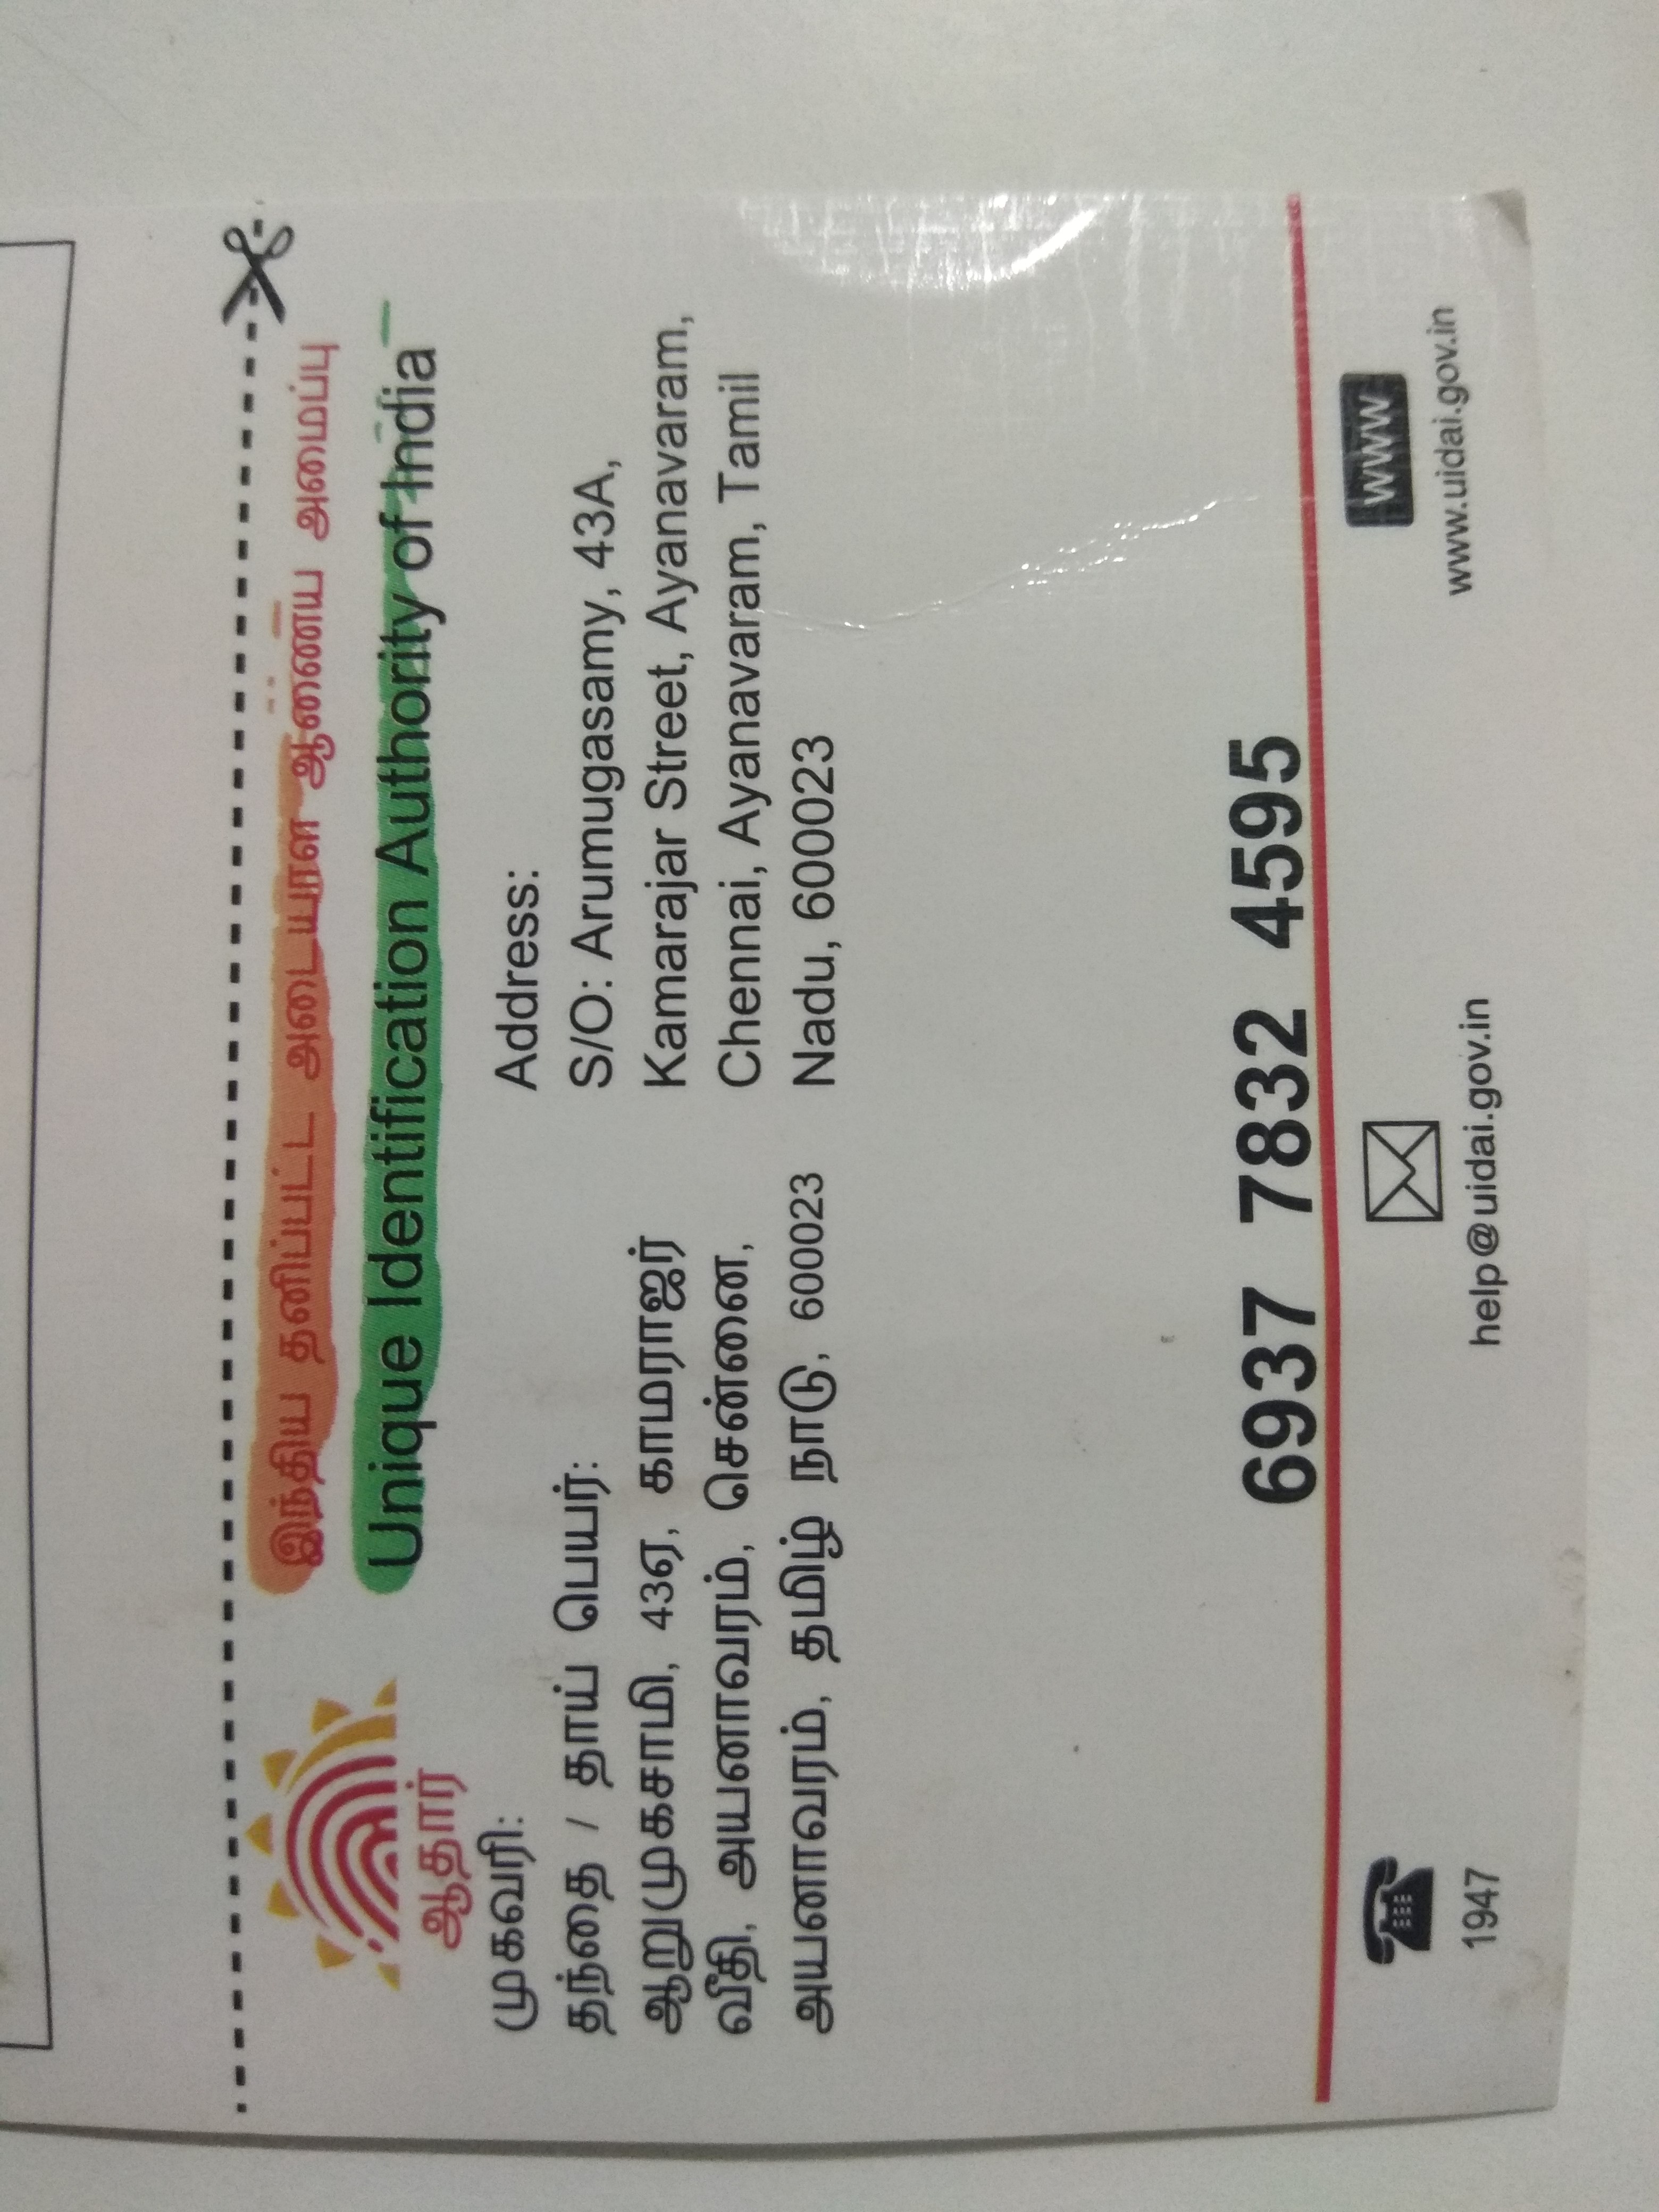 இந்திய தனிப்பட்ட அடையாள ஆணைய அமைப்பு
Unique Identification Authority of India
ஆதார்
முகவரி:
தந்தை / தாய் பெயர்:
ஆறுமுகசாமி, 43ஏ, காமராஜர்
வீதி, அயனாவரம், சென்னை,
அயனாவரம், தமிழ் நாடு, 600023
Address:
S/O: Arumugasamy, 43A,
Kamarajar Street, Ayanavaram,
Chennai, Ayanavaram, Tamil
Nadu, 600023
6937 7832 4595
1947
help@uidai.gov.in
WWW
www.uidai.gov.in